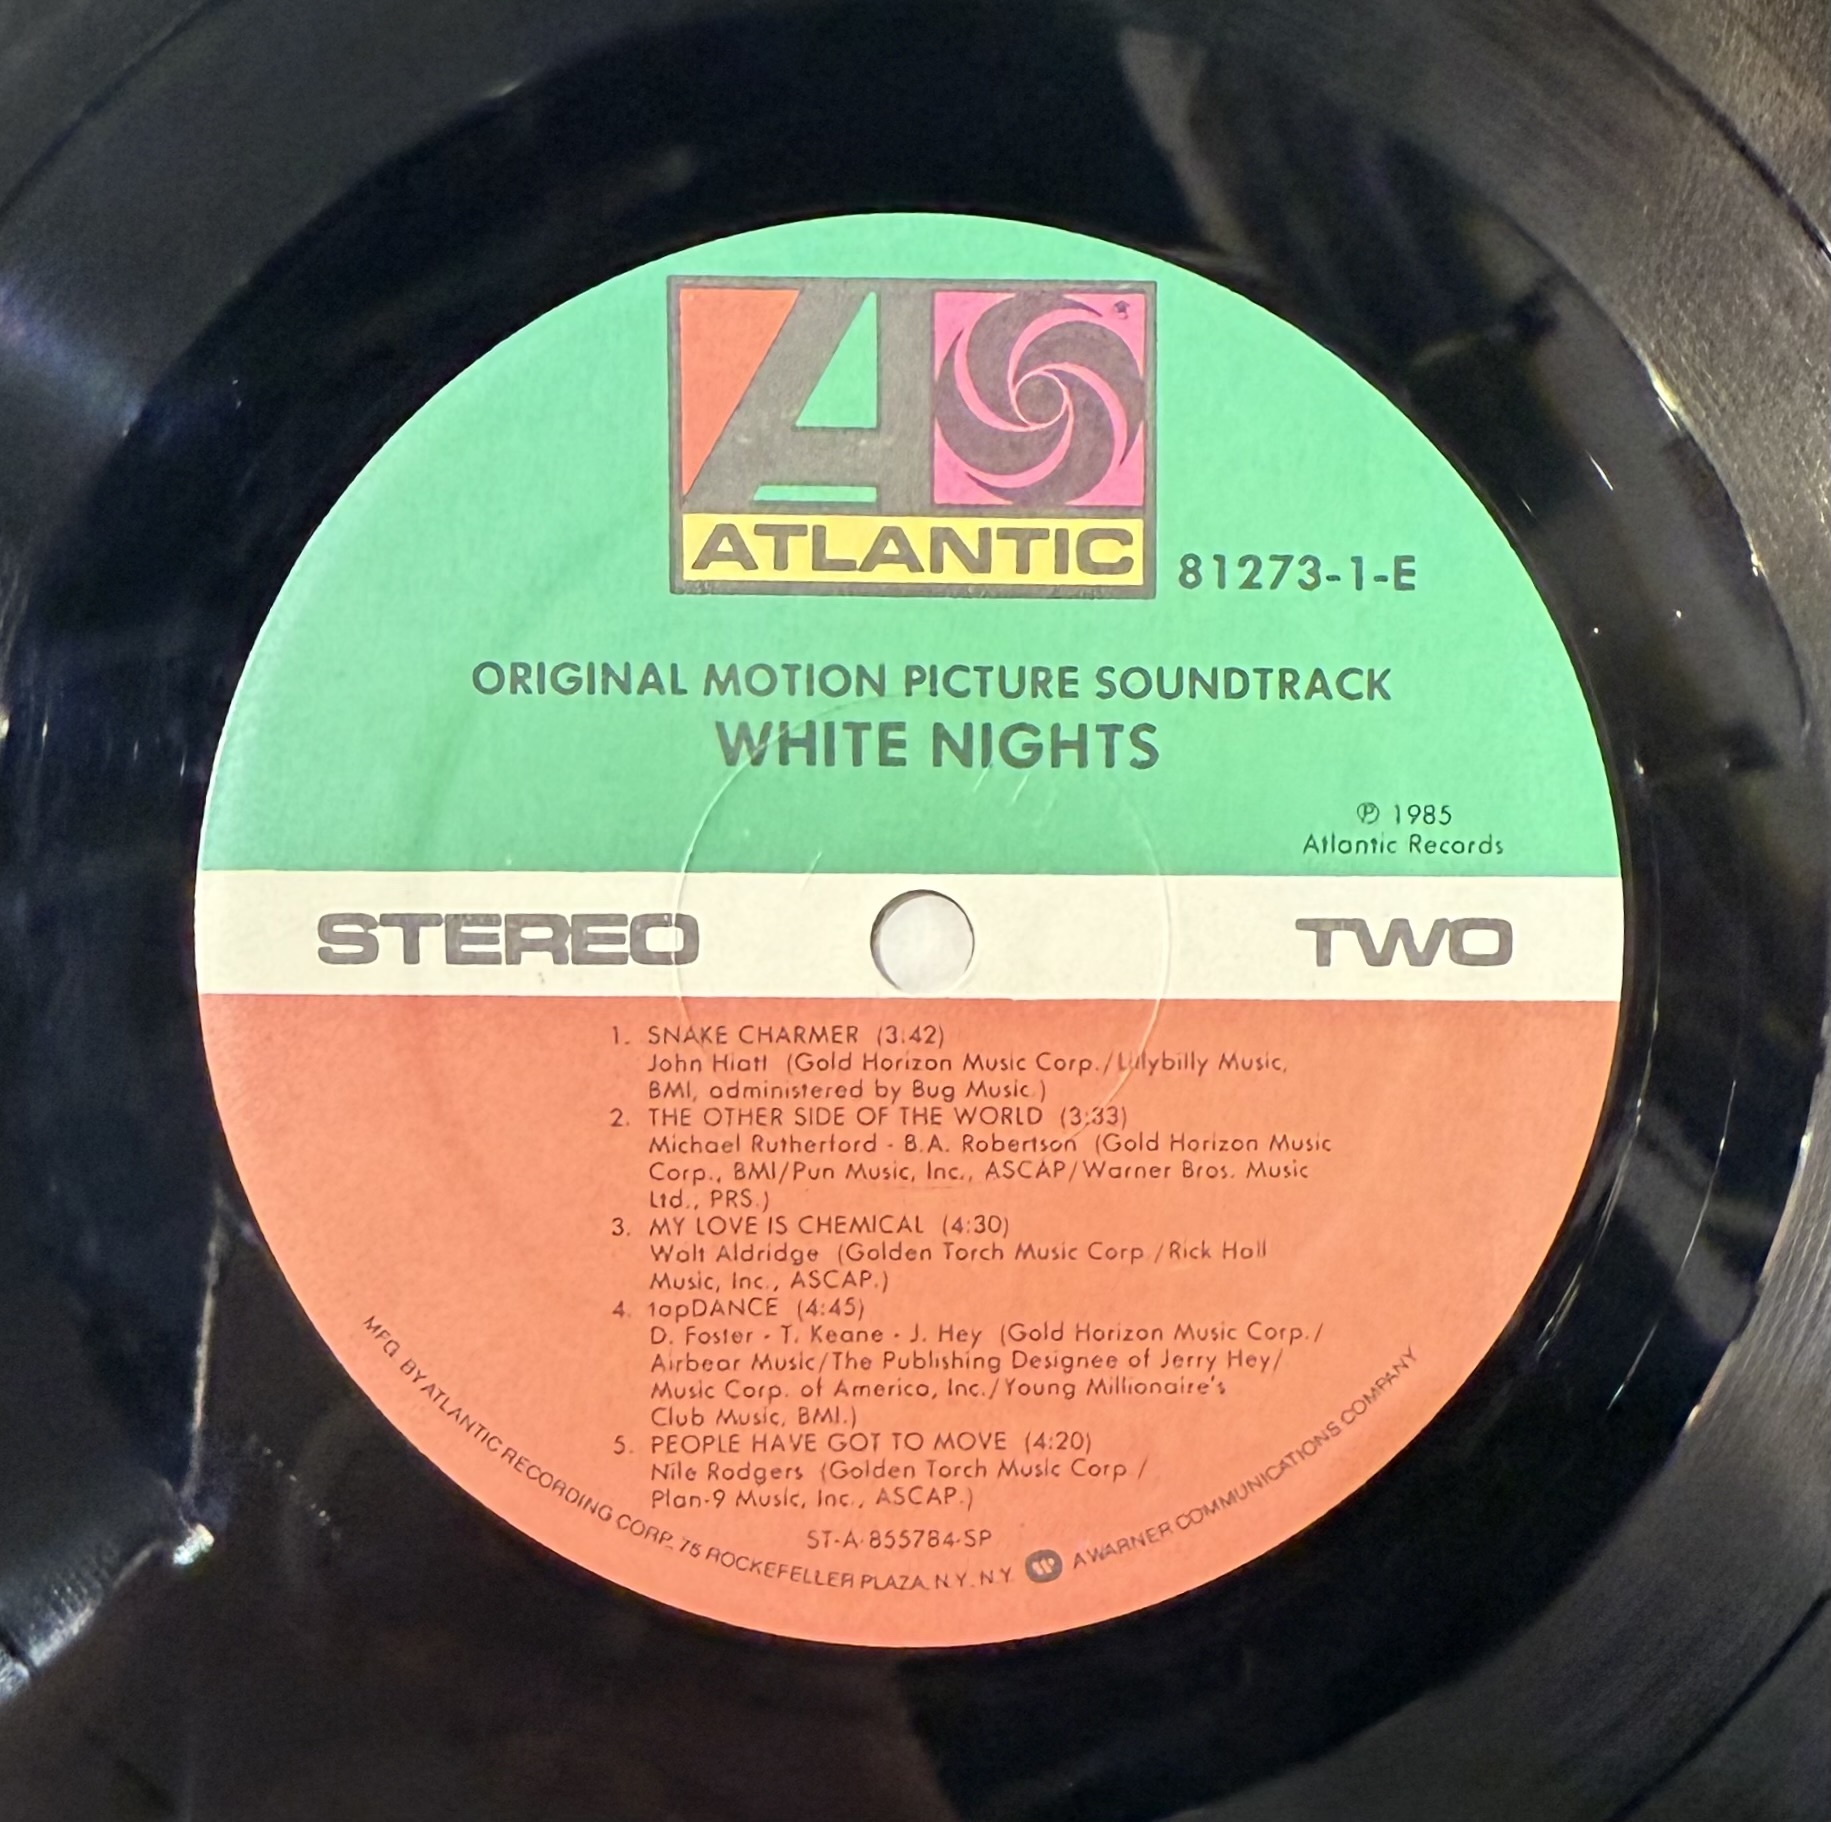 ATLANTIC
81273-1-E
ORIGINAL MOTION PICTURE SOUNDTRACK
WHITE NIGHTS
℗ 1985
Atlantic Records
STEREO
TWO
1. SNAKE CHARMER (3:42)
John Hiatt (Gold Horizon Music Corp./Lillybilly Music,
BMI, administered by Bug Music.)
2. THE OTHER SIDE OF THE WORLD (3:33)
Michael Rutherford - B.A. Robertson (Gold Horizon Music
Corp., BMI/Pun Music, Inc., ASCAP/Warner Bros. Music
Ltd., PRS.)
3. MY LOVE IS CHEMICAL (4:30)
Walt Aldridge (Golden Torch Music Corp./Rick Hall
Music, Inc., ASCAP.)
4. tapDANCE (4:45)
D. Foster - T. Keane - J. Hey (Gold Horizon Music Corp./
Airbear Music/The Publishing Designee of Jerry Hey/
Music Corp. of America, Inc./Young Millionaire's
Club Music, BMI.)
5. PEOPLE HAVE GOT TO MOVE (4:20)
Nile Rodgers (Golden Torch Music Corp./
Plan-9 Music, Inc., ASCAP.)
ST-A-855784-SP
MFG. BY ATLANTIC RECORDING CORP., 75 ROCKEFELLER PLAZA, N.Y., N.Y. A WARNER COMMUNICATIONS COMPANY